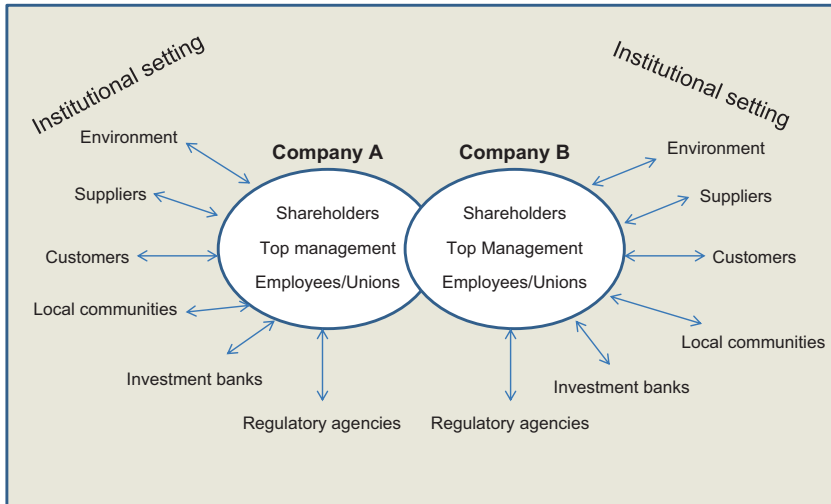 Institutional setting
Institutional setting
Environment
Company A
Company B
Environment
Suppliers
Shareholders
Shareholders
Suppliers
Top management
Top Management
Customers
Customers
Employees/Unions
Employees/Unions
Local communities
Local communities
Investment banks
Investment banks
Regulatory agencies
Regulatory agencies